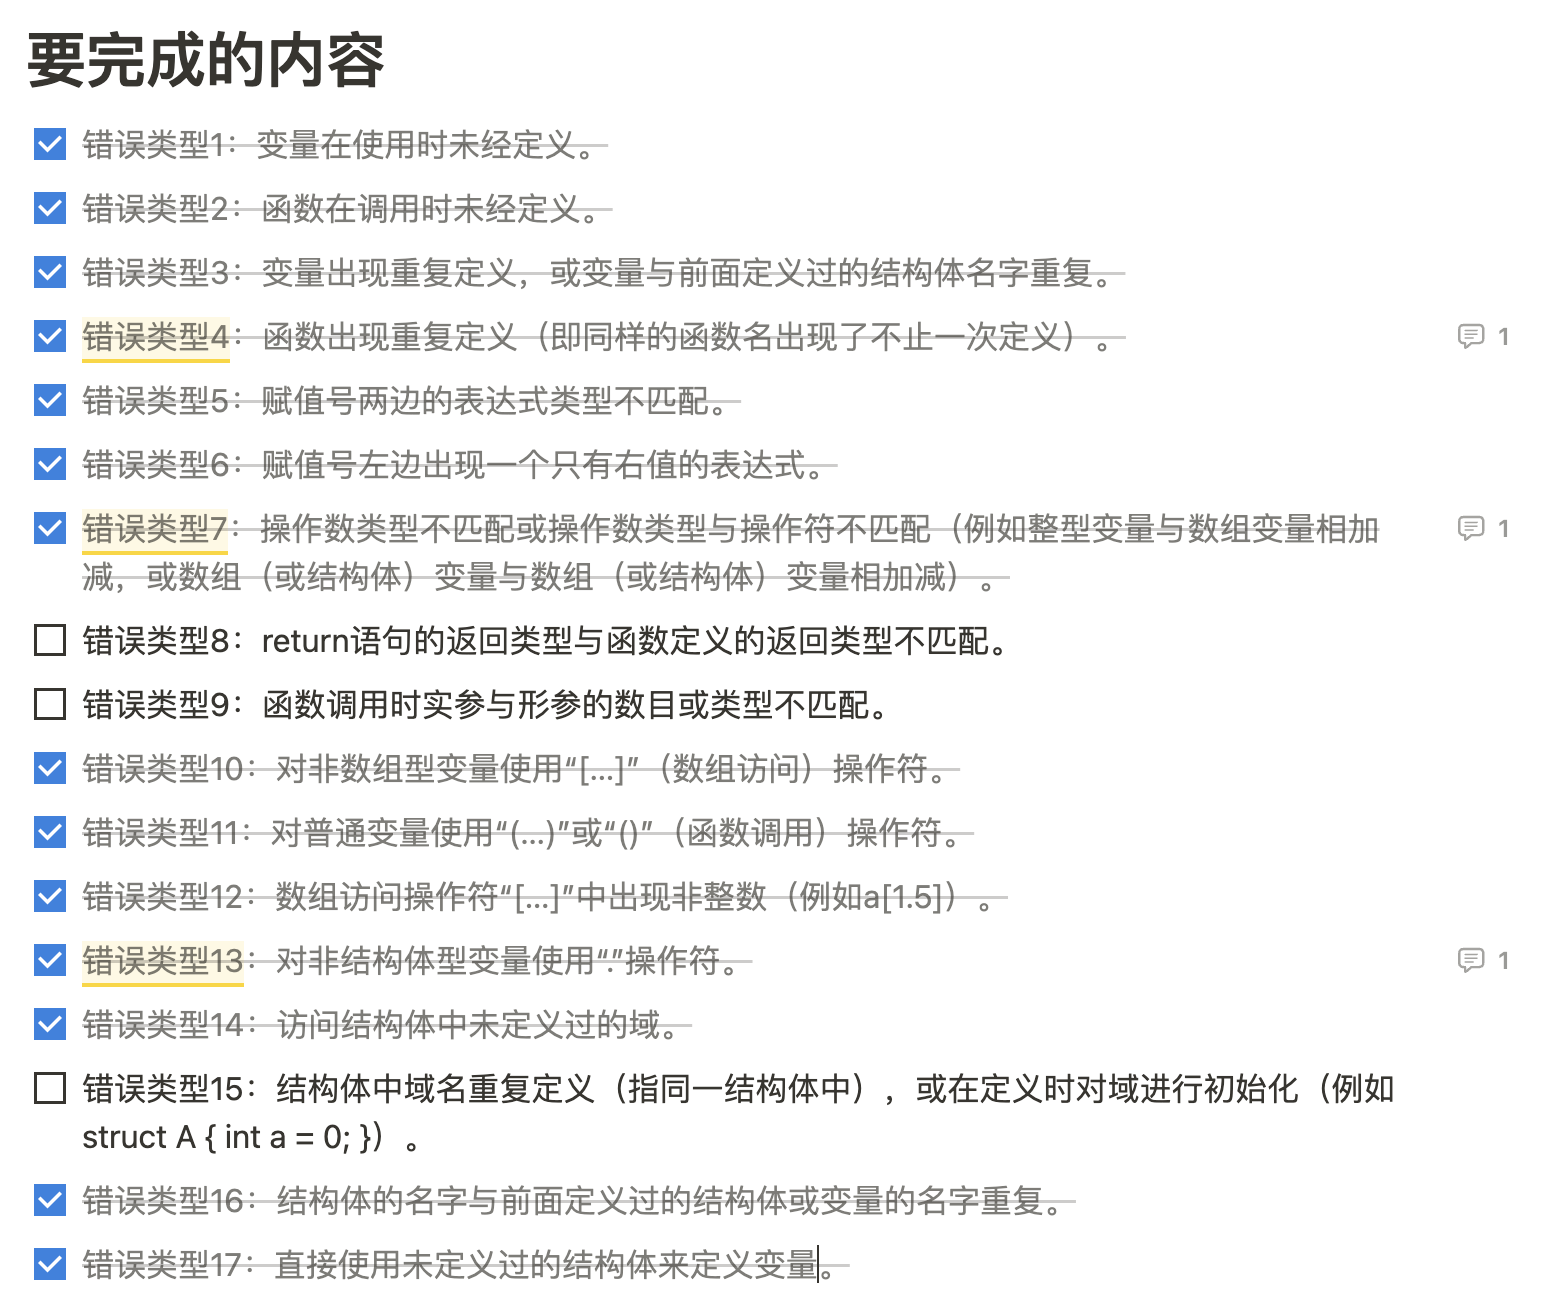 要完成的内容
错误类型1：变量在使用时未经定义。
错误类型2：函数在调用时未经定义。
错误类型3：变量出现重复定义，或变量与前面定义过的结构体名字重复。
错误类型4：函数出现重复定义（即同样的函数名出现了不止一次定义）。
1
错误类型5：赋值号两边的表达式类型不匹配。
错误类型6：赋值号左边出现一个只有右值的表达式。
错误类型7：操作数类型不匹配或操作数类型与操作符不匹配（例如整型变量与数组变量相加
1
减，或数组（或结构体）变量与数组（或结构体）变量相加减）。
错误类型8：return语句的返回类型与函数定义的返回类型不匹配。
错误类型9：函数调用时实参与形参的数目或类型不匹配。
错误类型10：对非数组型变量使用“[...]”（数组访问）操作符。
错误类型11：对普通变量使用“(...)”或“()”（函数调用）操作符。
错误类型12：数组访问操作符“[...]”中出现非整数（例如a[1.5]）。
错误类型13：对非结构体型变量使用“.”操作符。
1
错误类型14：访问结构体中未定义过的域。
错误类型15：结构体中域名重复定义（指同一结构体中），或在定义时对域进行初始化（例如
struct A { int a = 0; }）。
错误类型16：结构体的名字与前面定义过的结构体或变量的名字重复。
错误类型17：直接使用未定义过的结构体来定义变量。